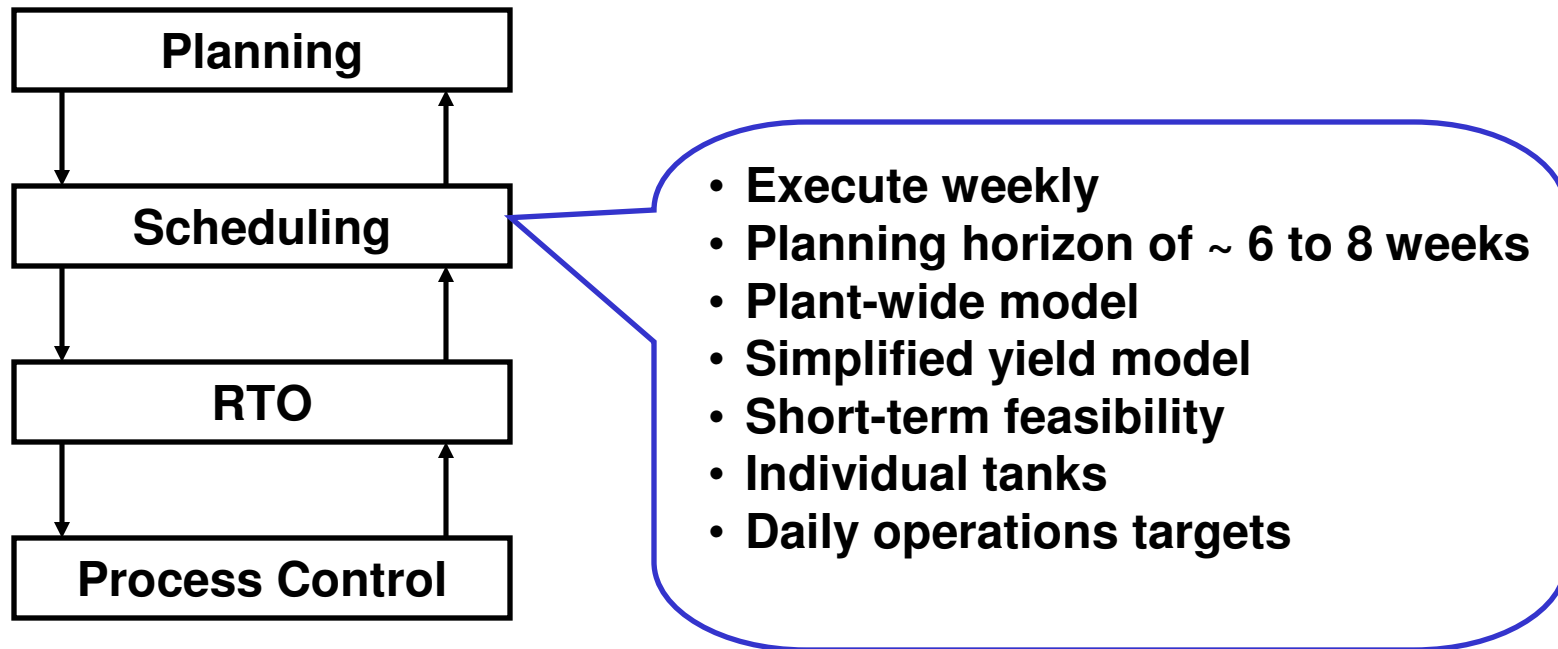 Planning
Scheduling
RTO
Process Control
• Execute weekly
• Planning horizon of ~ 6 to 8 weeks
• Plant-wide model
• Simplified yield model
• Short-term feasibility
• Individual tanks
• Daily operations targets